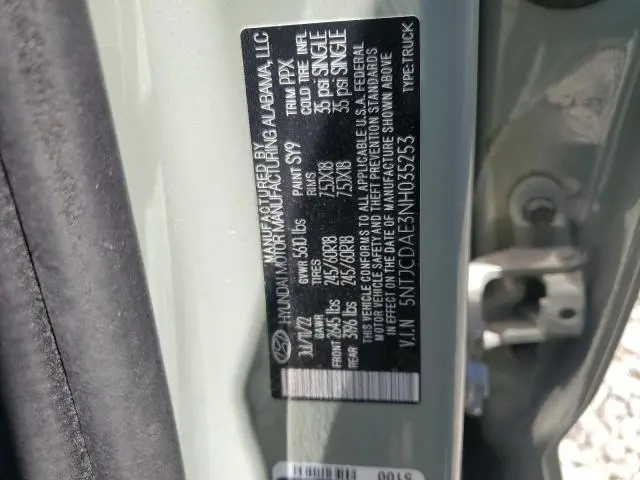 MANUFACTURED BY
HYUNDAI MOTOR MANUFACTURING ALABAMA, LLC
Jul/11/22 GVWR 5610 lbs PAINT SY9 TRIM PPX
GAWR TIRES RIMS COLD TIRE INFL
FRONT 2645 lbs 245/60R18 7.5JX18 35 psi SINGLE
REAR 3196 lbs 245/60R18 7.5JX18 35 psi SINGLE
THIS VEHICLE CONFORMS TO ALL APPLICABLE U.S.A. FEDERAL
MOTOR VEHICLE SAFETY AND THEFT PREVENTION STANDARDS
IN EFFECT ON THE DATE OF MANUFACTURE SHOWN ABOVE
V.I.N : 5NTJCDAE3NH035253 TYPE:TRUCK
5100